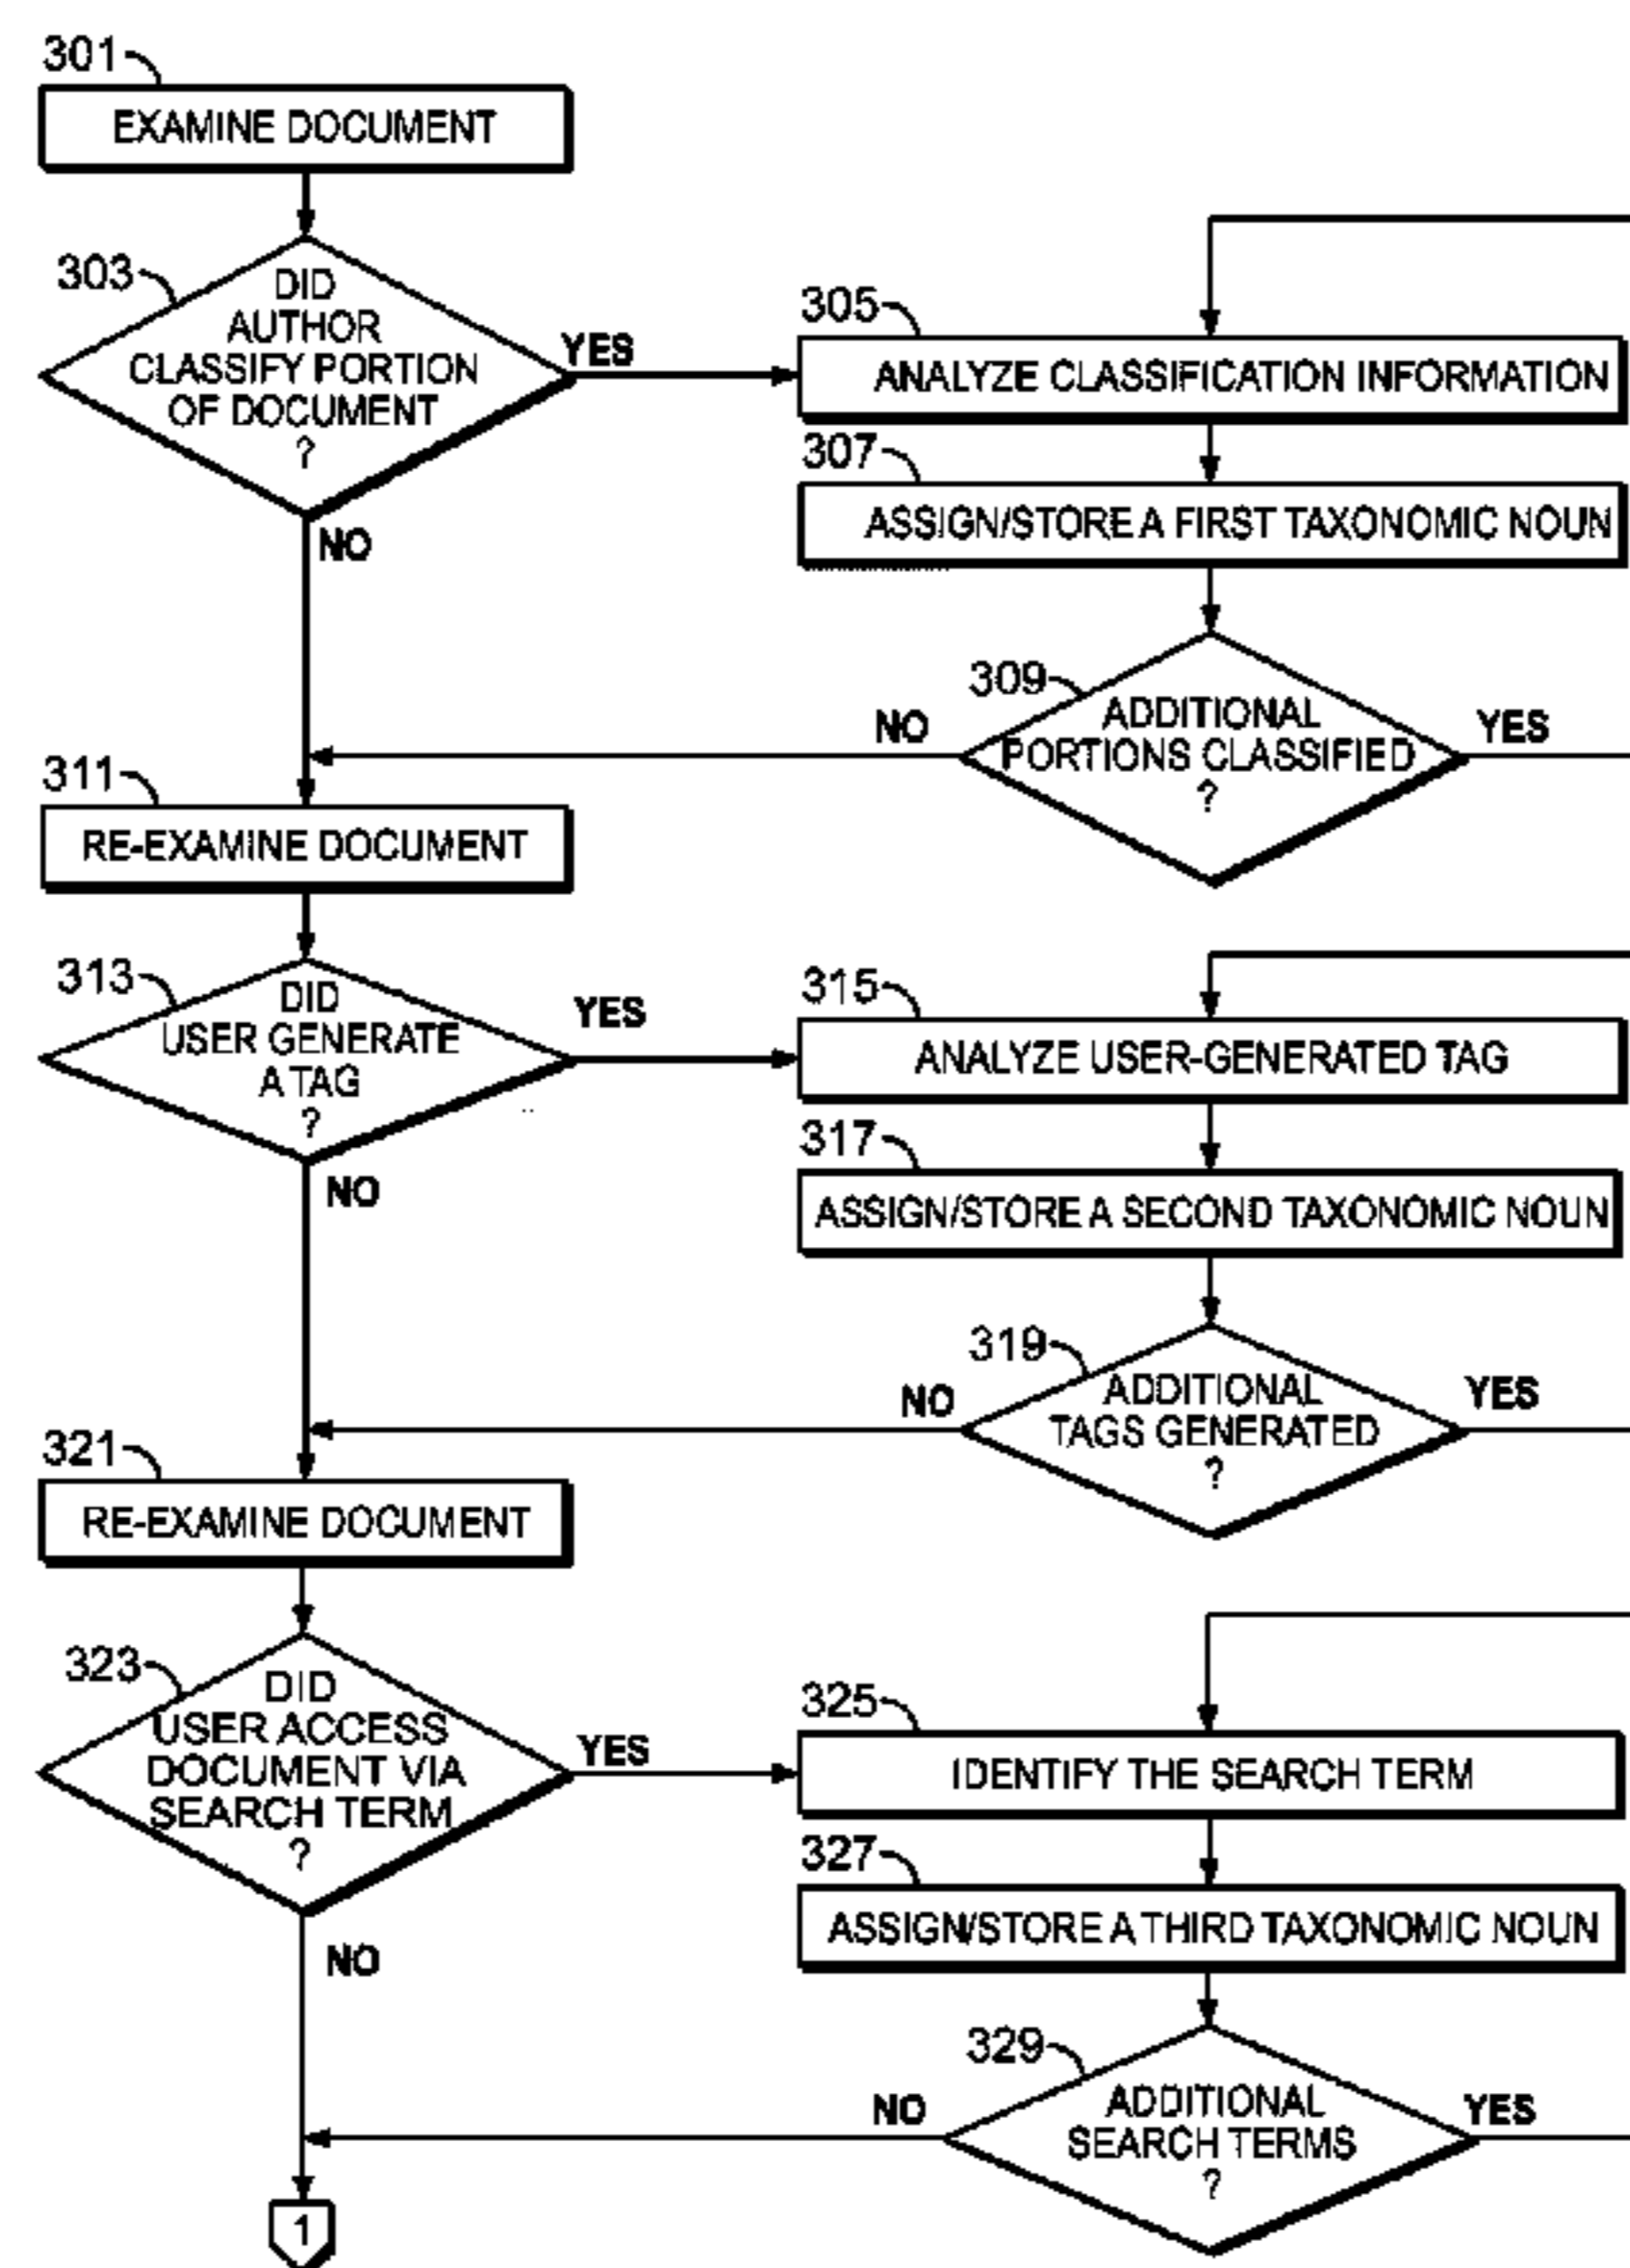 301
EXAMINE DOCUMENT
303
DID
AUTHOR
CLASSIFY PORTION
OF DOCUMENT
?
YES
NO
305
ANALYZE CLASSIFICATION INFORMATION
307
ASSIGN/STORE A FIRST TAXONOMIC NOUN
309
ADDITIONAL
PORTIONS CLASSIFIED
?
NO
YES
311
RE-EXAMINE DOCUMENT
313
DID
USER GENERATE
A TAG
?
YES
NO
315
ANALYZE USER-GENERATED TAG
317
ASSIGN/STORE A SECOND TAXONOMIC NOUN
319
ADDITIONAL
TAGS GENERATED
?
NO
YES
321
RE-EXAMINE DOCUMENT
323
DID
USER ACCESS
DOCUMENT VIA
SEARCH TERM
?
YES
NO
325
IDENTIFY THE SEARCH TERM
327
ASSIGN/STORE A THIRD TAXONOMIC NOUN
329
ADDITIONAL
SEARCH TERMS
?
NO
YES
1